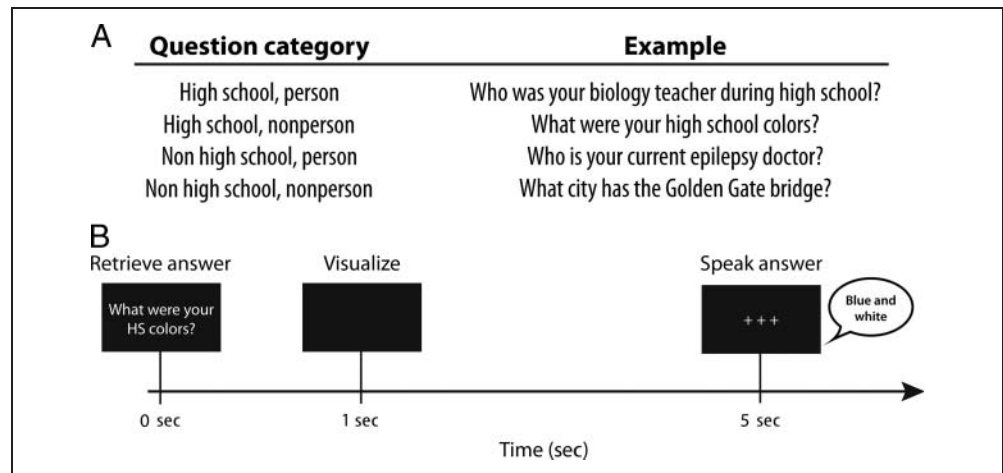 A
Question category Example
High school, person Who was your biology teacher during high school?
High school, nonperson What were your high school colors?
Non high school, person Who is your current epilepsy doctor?
Non high school, nonperson What city has the Golden Gate bridge?
B
Retrieve answer Visualize Speak answer
What were your
HS colors?
+ + +
Blue and
white
0 sec 1 sec 5 sec
Time (sec)